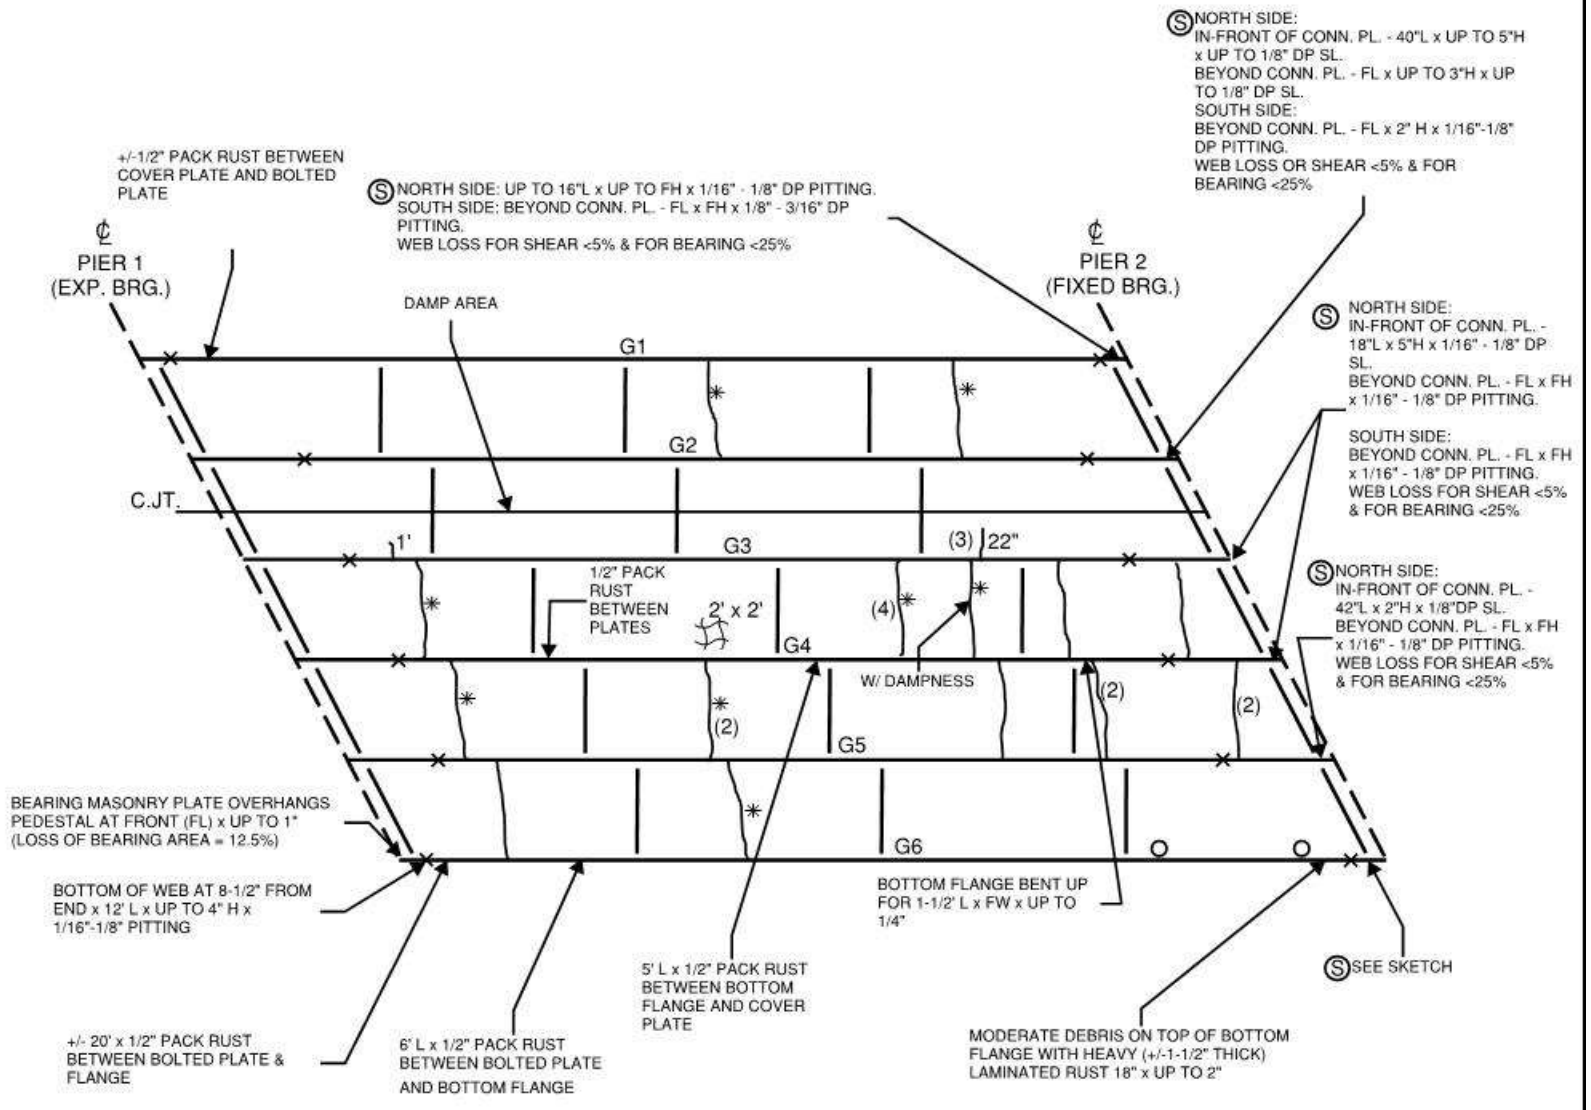 Ⓢ NORTH SIDE:
IN-FRONT OF CONN. PL. - 40"L x UP TO 5"H
x UP TO 1/8" DP SL.
BEYOND CONN. PL. - FL x UP TO 3"H x UP
TO 1/8" DP SL.
SOUTH SIDE:
BEYOND CONN. PL. - FL x 2" H x 1/16"-1/8"
DP PITTING.
WEB LOSS OR SHEAR <5% & FOR
BEARING <25%
+/-1/2" PACK RUST BETWEEN
COVER PLATE AND BOLTED
PLATE
Ⓢ NORTH SIDE: UP TO 16"L x UP TO FH x 1/16" - 1/8" DP PITTING.
SOUTH SIDE: BEYOND CONN. PL. - FL x FH x 1/8" - 3/16" DP
PITTING.
WEB LOSS FOR SHEAR <5% & FOR BEARING <25%
℄
PIER 1
(EXP. BRG.)
℄
PIER 2
(FIXED BRG.)
DAMP AREA
Ⓢ NORTH SIDE:
IN-FRONT OF CONN. PL. -
18"L x 5"H x 1/16" - 1/8" DP
SL.
BEYOND CONN. PL. - FL x FH
x 1/16" - 1/8" DP PITTING.
SOUTH SIDE:
BEYOND CONN. PL. - FL x FH
x 1/16" - 1/8" DP PITTING.
WEB LOSS FOR SHEAR <5%
& FOR BEARING <25%
G1
G2
C.JT.
1'
G3
(3)
22"
1/2" PACK
RUST
BETWEEN
PLATES
2' x 2'
(4)
G4
W/ DAMPNESS
Ⓢ NORTH SIDE:
IN-FRONT OF CONN. PL. -
42"L x 2"H x 1/8"DP SL.
BEYOND CONN. PL. - FL x FH
x 1/16" - 1/8" DP PITTING.
WEB LOSS FOR SHEAR <5%
& FOR BEARING <25%
(2)
(2)
(2)
G5
BEARING MASONRY PLATE OVERHANGS
PEDESTAL AT FRONT (FL) x UP TO 1"
(LOSS OF BEARING AREA = 12.5%)
G6
BOTTOM OF WEB AT 8-1/2" FROM
END x 12' L x UP TO 4" H x
1/16"-1/8" PITTING
BOTTOM FLANGE BENT UP
FOR 1-1/2' L x FW x UP TO
1/4"
5' L x 1/2" PACK RUST
BETWEEN BOTTOM
FLANGE AND COVER
PLATE
Ⓢ SEE SKETCH
+/- 20' x 1/2" PACK RUST
BETWEEN BOLTED PLATE &
FLANGE
6' L x 1/2" PACK RUST
BETWEEN BOLTED PLATE
AND BOTTOM FLANGE
MODERATE DEBRIS ON TOP OF BOTTOM
FLANGE WITH HEAVY (+/-1-1/2" THICK)
LAMINATED RUST 18" x UP TO 2"